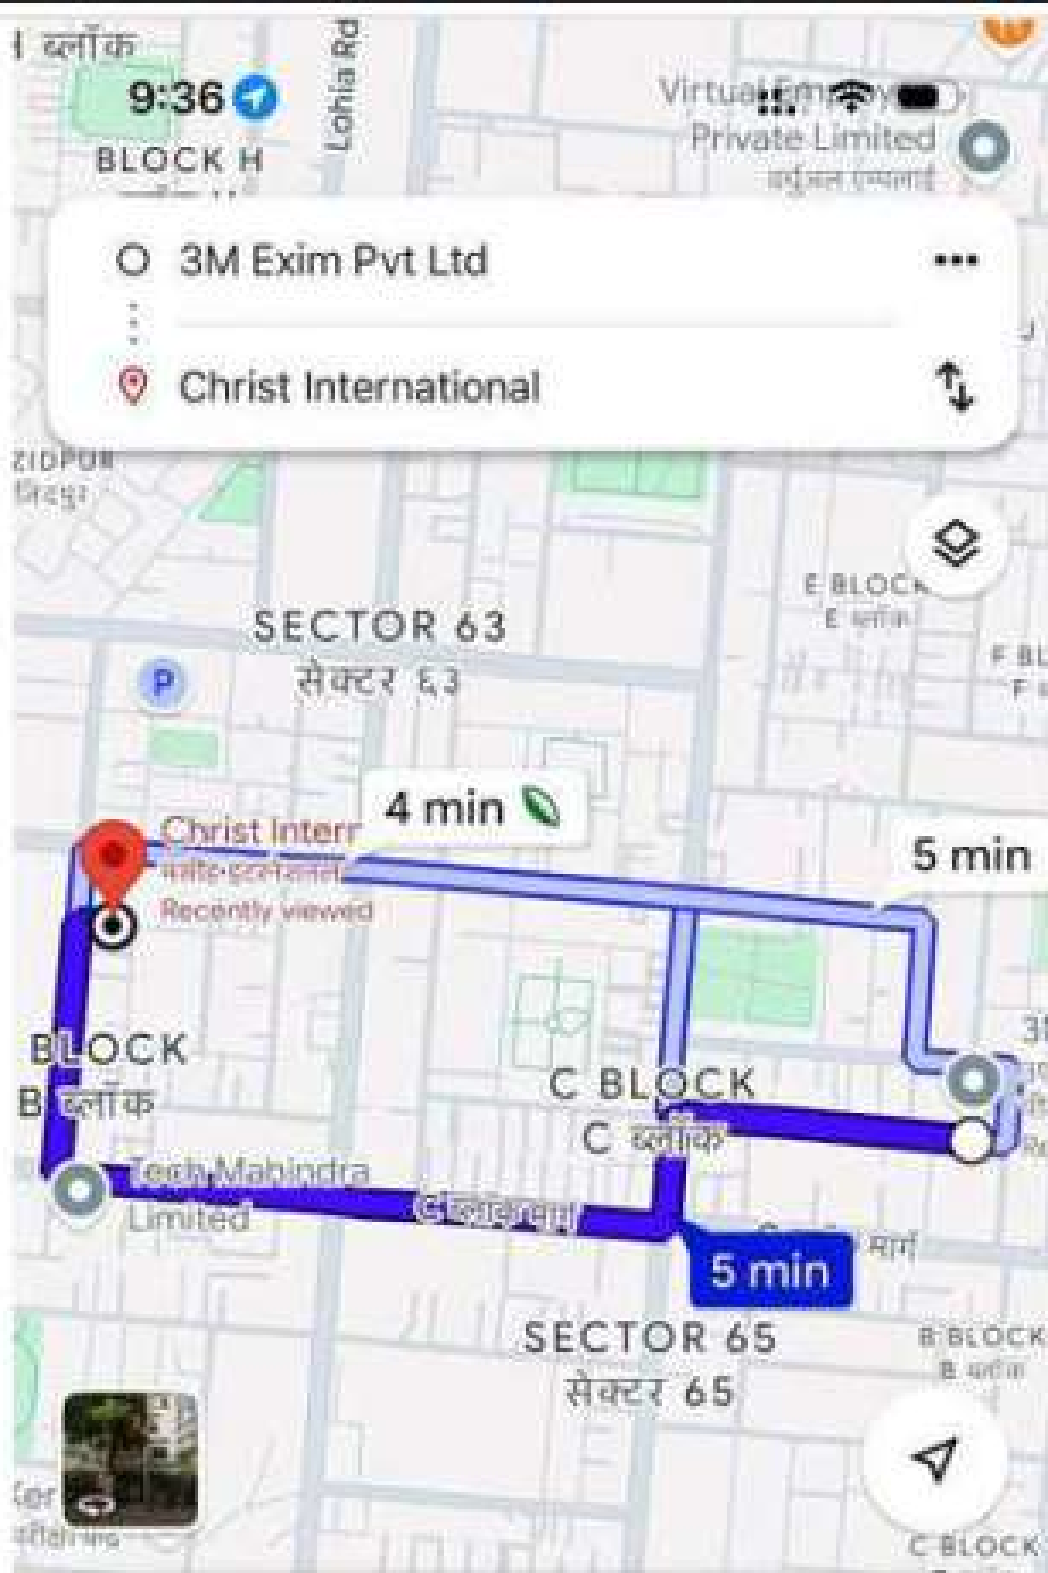 ब्लॉक
Lohia Rd
9:36
BLOCK H
Private Limited
3M Exim Pvt Ltd
Christ International
E BLOCK
E ब्लॉक
SECTOR 63
सेक्टर ६३
P
F BL
F
4 min
5 min
Christ Interr
Recently viewed
BLOCK
B ब्लॉक
C BLOCK
C ब्लॉक
Tech Mahindra
Limited
मार्ग
5 min
SECTOR 65
सेक्टर 65
B BLOCK
B ब्लॉक
C BLOCK